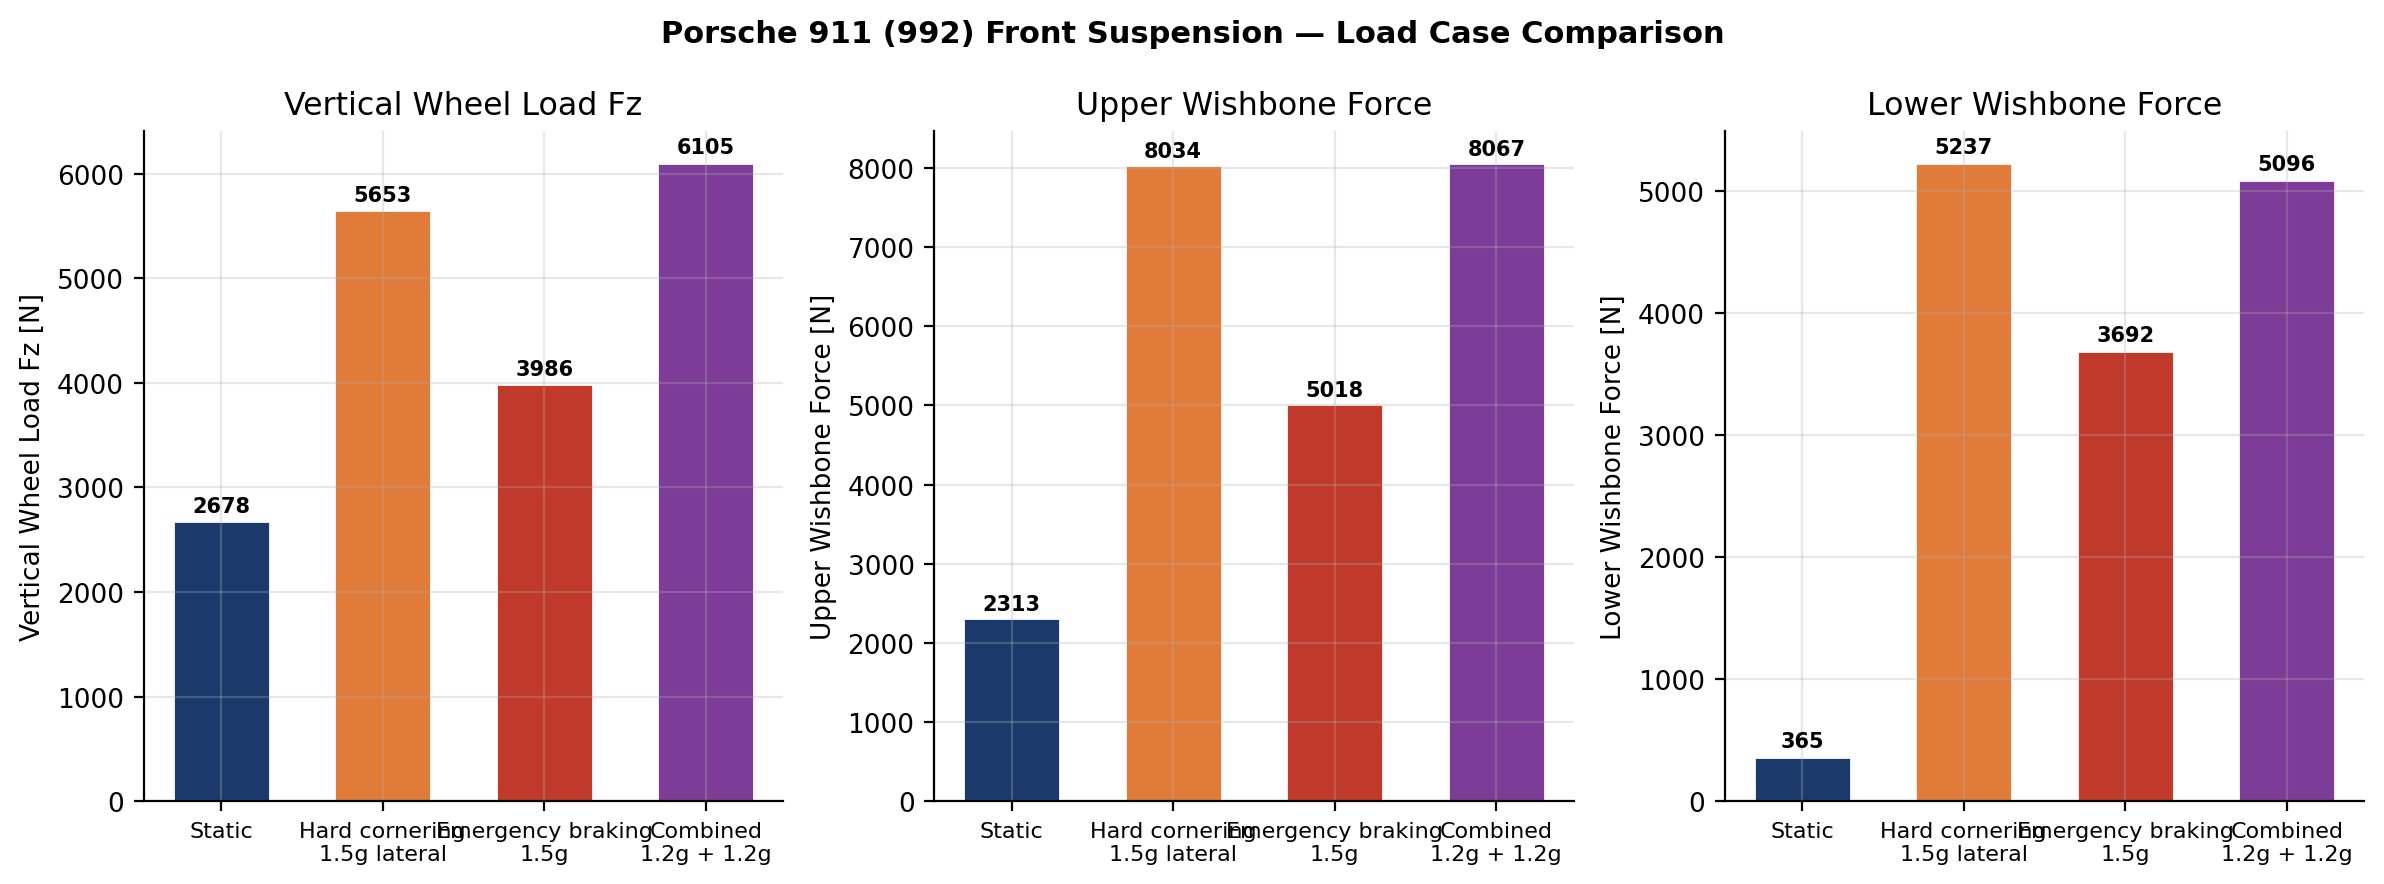 Porsche 911 (992) Front Suspension — Load Case Comparison
Vertical Wheel Load Fz
Vertical Wheel Load Fz [N]
6000
5000
4000
3000
2000
1000
0
2678
5653
3986
6105
Static
Hard cornering
1.5g lateral
Emergency braking
1.5g
Combined
1.2g + 1.2g
Upper Wishbone Force
Upper Wishbone Force [N]
8000
7000
6000
5000
4000
3000
2000
1000
0
2313
8034
5018
8067
Static
Hard cornering
1.5g lateral
Emergency braking
1.5g
Combined
1.2g + 1.2g
Lower Wishbone Force
Lower Wishbone Force [N]
5000
4000
3000
2000
1000
0
365
5237
3692
5096
Static
Hard cornering
1.5g lateral
Emergency braking
1.5g
Combined
1.2g + 1.2g